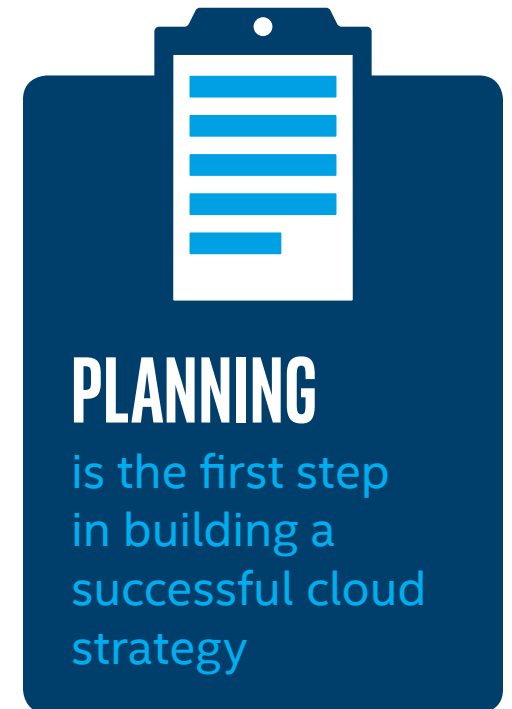 PLANNING
is the first step
in building a
successful cloud
strategy